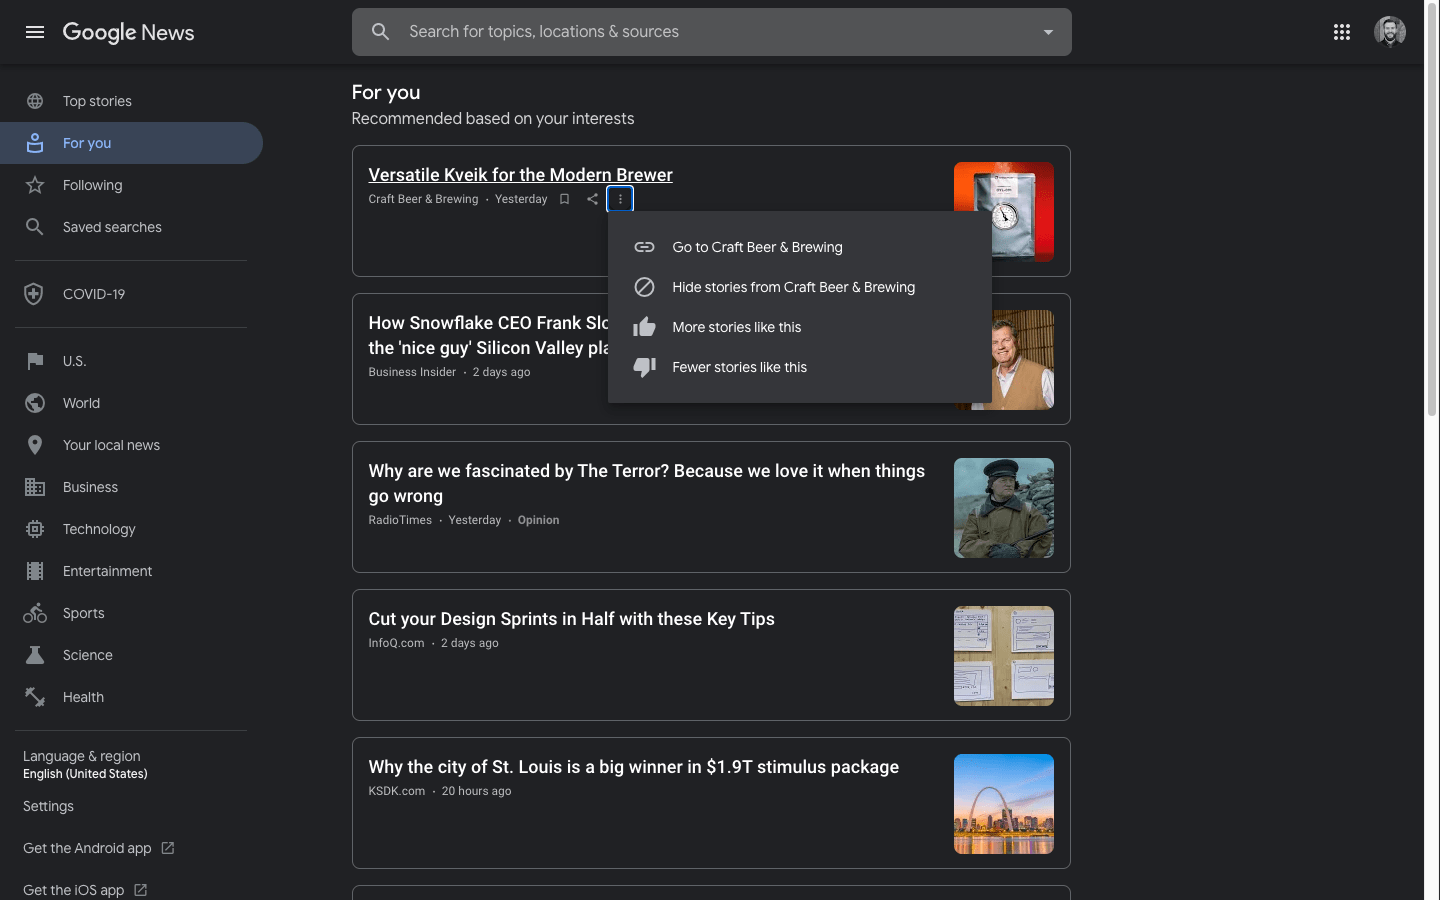 Google News
Search for topics, locations & sources
Top stories
For you
Following
Saved searches
COVID-19
U.S.
World
Your local news
Business
Technology
Entertainment
Sports
Science
Health
Language & region
English (United States)
Settings
Get the Android app
Get the iOS app
For you
Recommended based on your interests
Versatile Kveik for the Modern Brewer
Craft Beer & Brewing · Yesterday
Go to Craft Beer & Brewing
Hide stories from Craft Beer & Brewing
More stories like this
Fewer stories like this
How Snowflake CEO Frank Slo
the 'nice guy' Silicon Valley pla
Business Insider · 2 days ago
Why are we fascinated by The Terror? Because we love it when things
go wrong
RadioTimes · Yesterday · Opinion
Cut your Design Sprints in Half with these Key Tips
InfoQ.com · 2 days ago
Why the city of St. Louis is a big winner in $1.9T stimulus package
KSDK.com · 20 hours ago